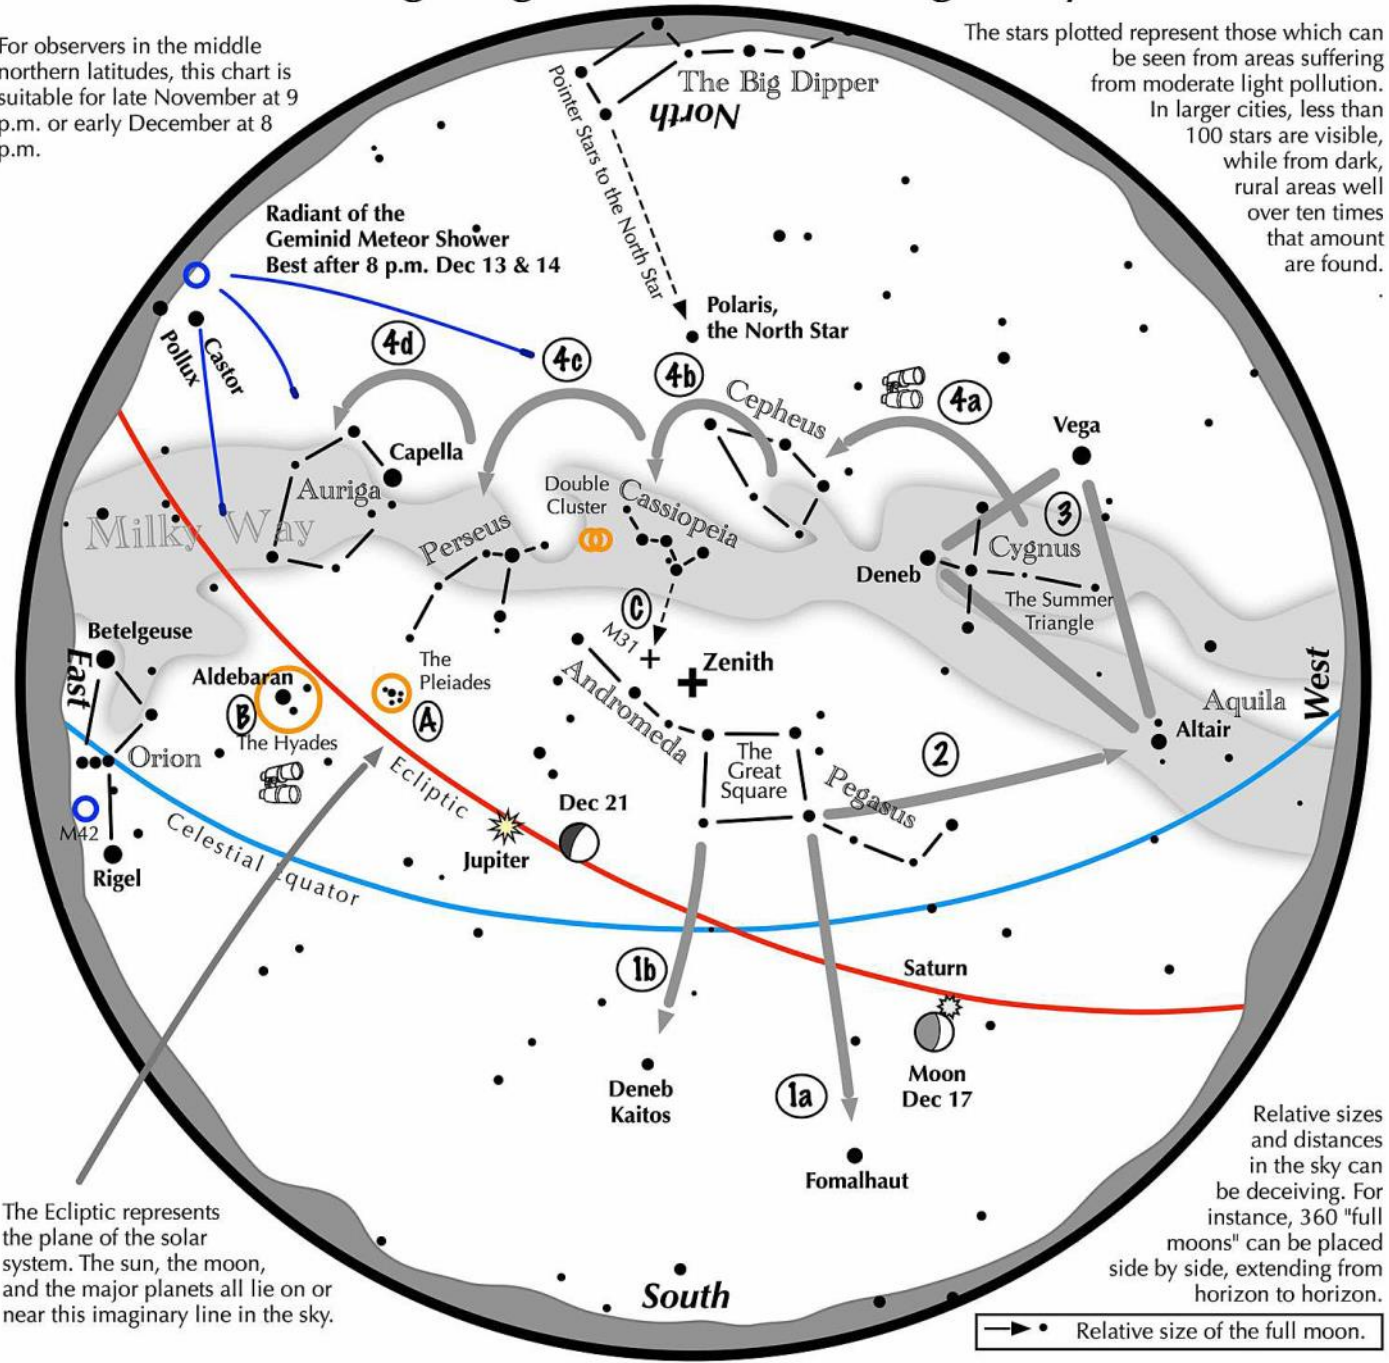 For observers in the middle
northern latitudes, this chart is
suitable for late November at 9
p.m. or early December at 8
p.m.
The stars plotted represent those which can
be seen from areas suffering
from moderate light pollution.
In larger cities, less than
100 stars are visible,
while from dark,
rural areas well
over ten times
that amount
are found.
.
The Big Dipper
North
Pointer Stars to the North Star
Radiant of the
Geminid Meteor Shower
Best after 8 p.m. Dec 13 & 14
Polaris,
the North Star
Pollux
Castor
4d
4c
4b
4a
Cepheus
Vega
Capella
Auriga
Milky Way
Perseus
Double
Cluster
Cassiopeia
3
Cygnus
Deneb
The Summer
Triangle
C
M31
Zenith
Betelgeuse
East
Aldebaran
B
The Hyades
The
Pleiades
A
Andromeda
The
Great
Square
Pegasus
2
Aquila
Altair
West
Orion
M42
Rigel
Celestial Equator
Ecliptic
Jupiter
Dec 21
1b
Saturn
Moon
Dec 17
Deneb
Kaitos
1a
Fomalhaut
South
The Ecliptic represents
the plane of the solar
system. The sun, the moon,
and the major planets all lie on or
near this imaginary line in the sky.
Relative sizes
and distances
in the sky can
be deceiving. For
instance, 360 "full
moons" can be placed
side by side, extending from
horizon to horizon.
Relative size of the full moon.